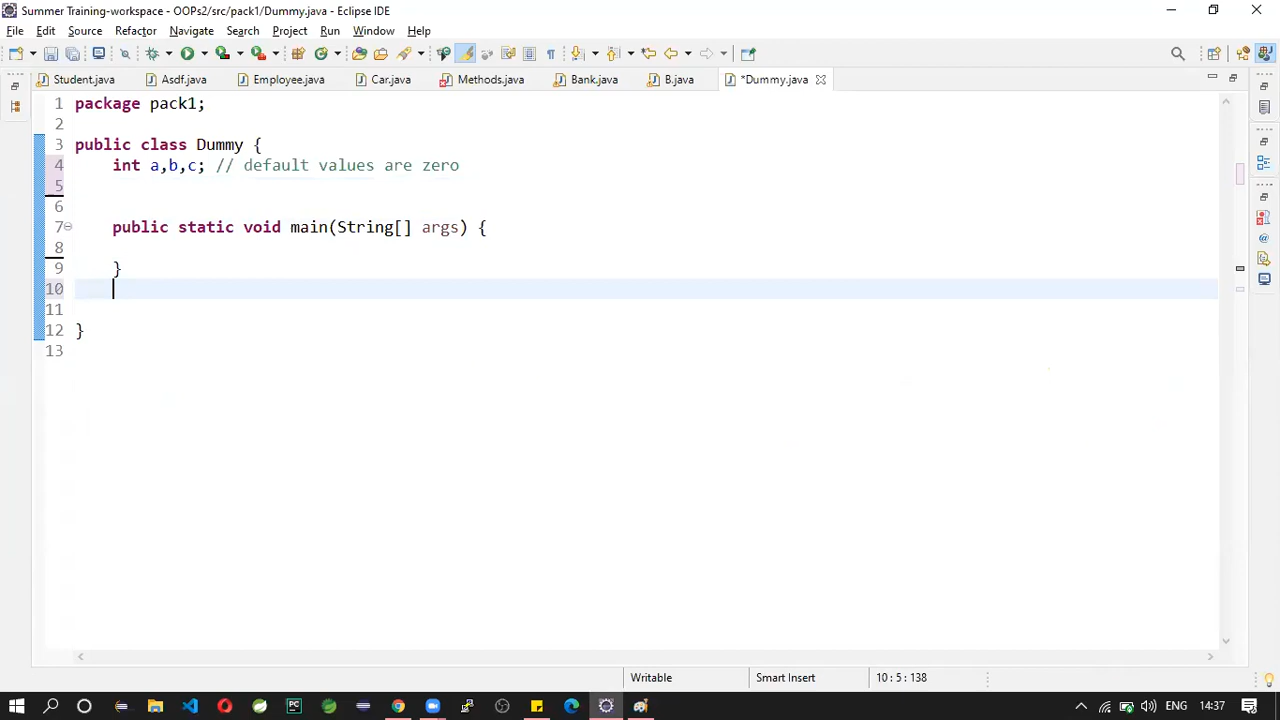 Summer Training-workspace - OOPs2/src/pack1/Dummy.java - Eclipse IDE
File Edit Source Refactor Navigate Search Project Run Window Help
Student.java Asdf.java Employee.java Car.java Methods.java Bank.java B.java *Dummy.java
1 package pack1;
2
3 public class Dummy {
4 int a,b,c; // default values are zero
5
6
7 public static void main(String[] args) {
8
9 }
10
11
12 }
13
Writable Smart Insert 10 : 5 : 138
ENG 14:37